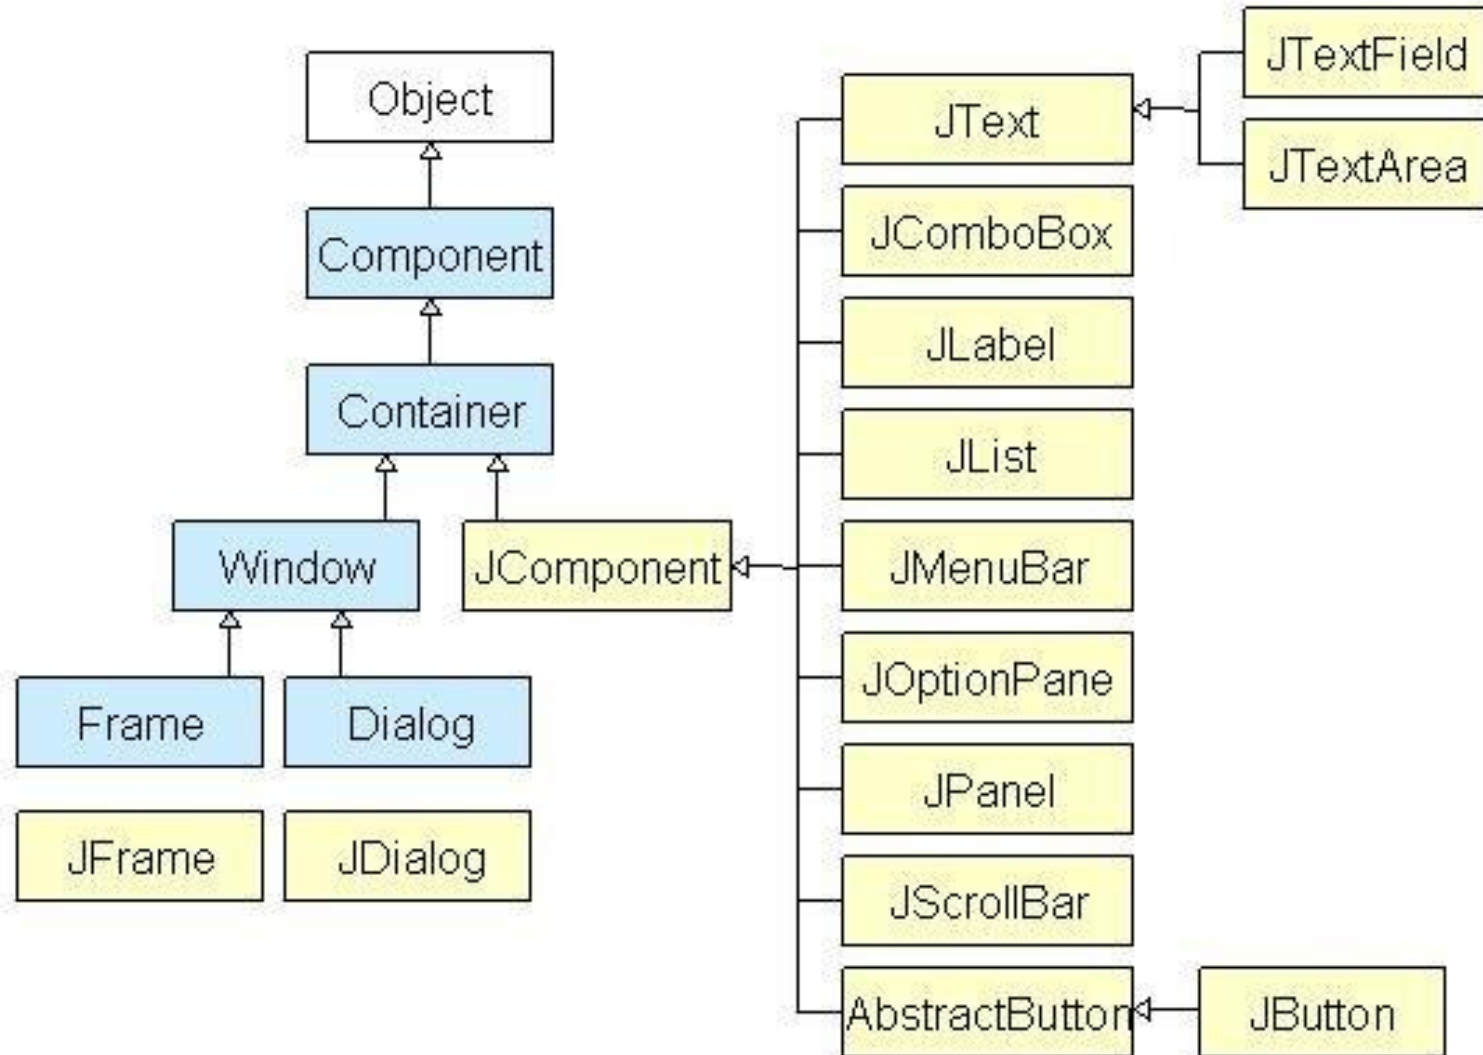 Object
Component
Container
Window
JComponent
Frame
Dialog
JFrame
JDialog
JText
JComboBox
JLabel
JList
JMenuBar
JOptionPane
JPanel
JScrollBar
AbstractButton
JTextField
JTextArea
JButton